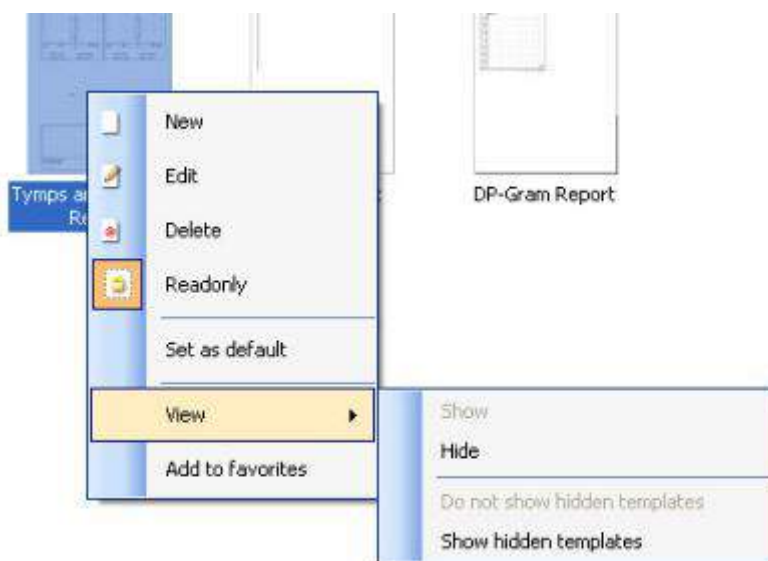 New
Edit
Tymps a
DP-Gram Report
Re
Delete
Readonly
Set as default
View
Show
Hide
Add to favorites
Do not show hidden templates
Show hidden templates